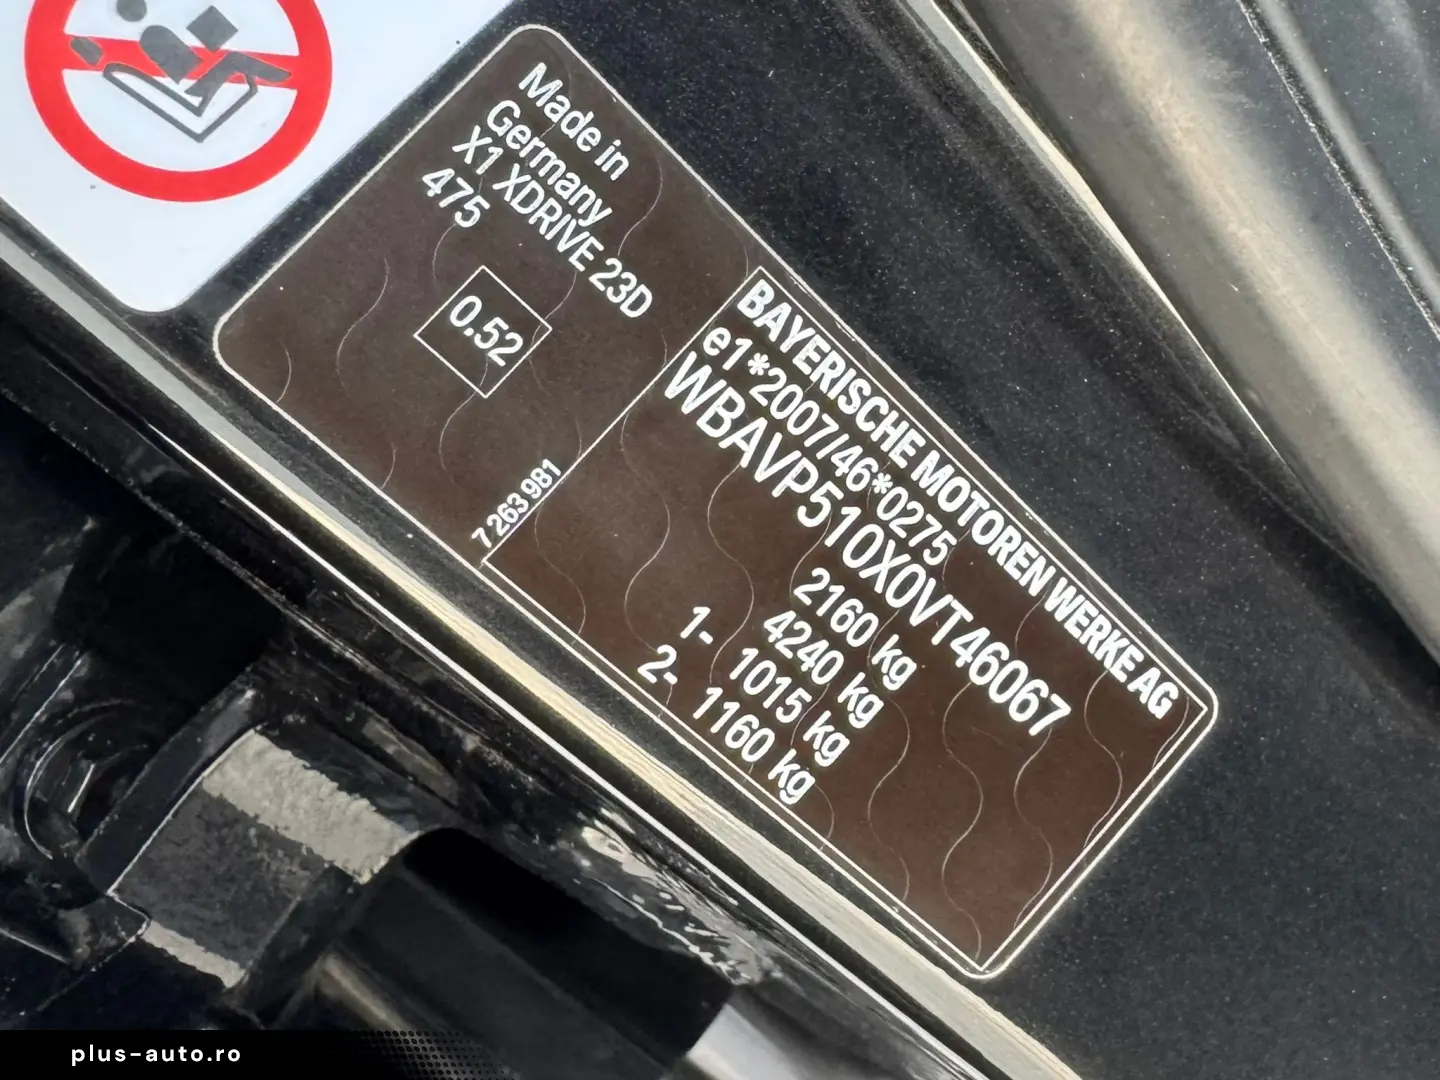 Made in
Germany
X1 XDRIVE 23D
475
0.52
7 263 981
BAYERISCHE MOTOREN WERKE AG
e1*2007/46*0275
WBAVP510X0VT46067
2160 kg
4240 kg
1- 1015 kg
2- 1160 kg
plus-auto.ro